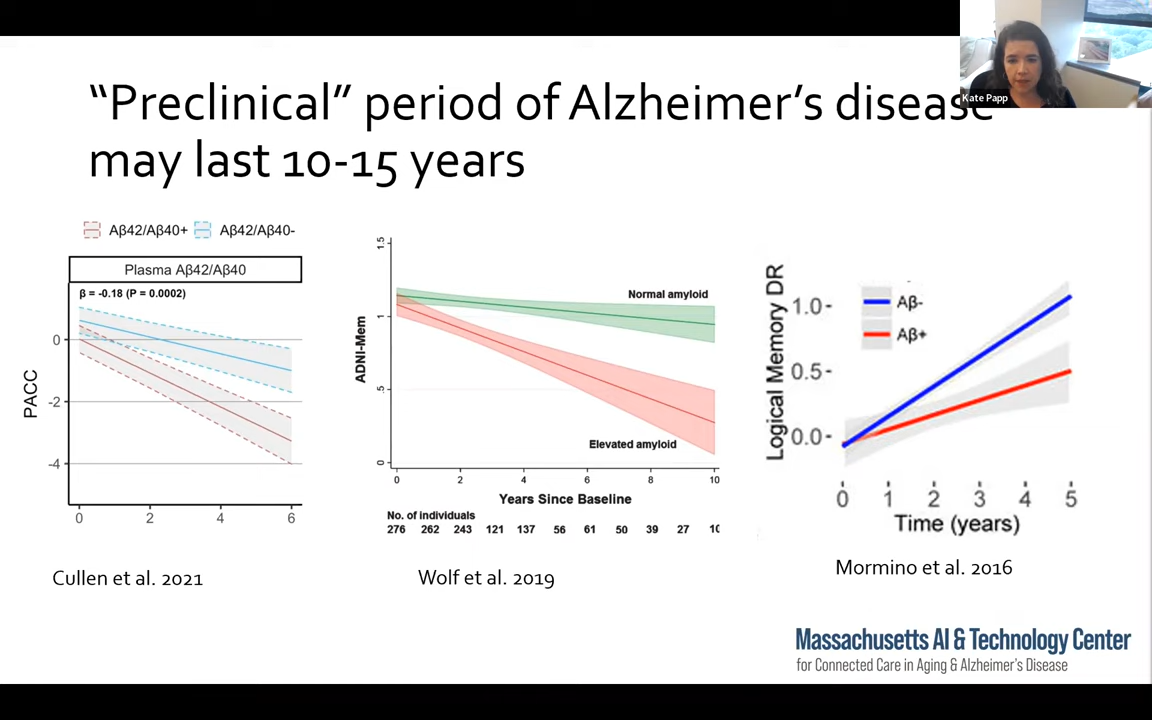 “Preclinical” period of Alzheimer’s disease
may last 10-15 years
Kate Papp
Aβ42/Aβ40+ Aβ42/Aβ40-
Plasma Aβ42/Aβ40
β = -0.18 (P = 0.0002)
PACC
0
-2
-4
0 2 4 6
Cullen et al. 2021
ADNI-Mem
1.5
1
.5
0
Normal amyloid
Elevated amyloid
0 2 4 6 8 10
Years Since Baseline
No. of individuals
276 262 243 121 137 56 61 50 39 27
Wolf et al. 2019
Logical Memory DR
1.0-
0.5-
0.0-
Aβ-
Aβ+
0 1 2 3 4 5
Time (years)
Mormino et al. 2016
Massachusetts AI & Technology Center
for Connected Care in Aging & Alzheimer’s Disease